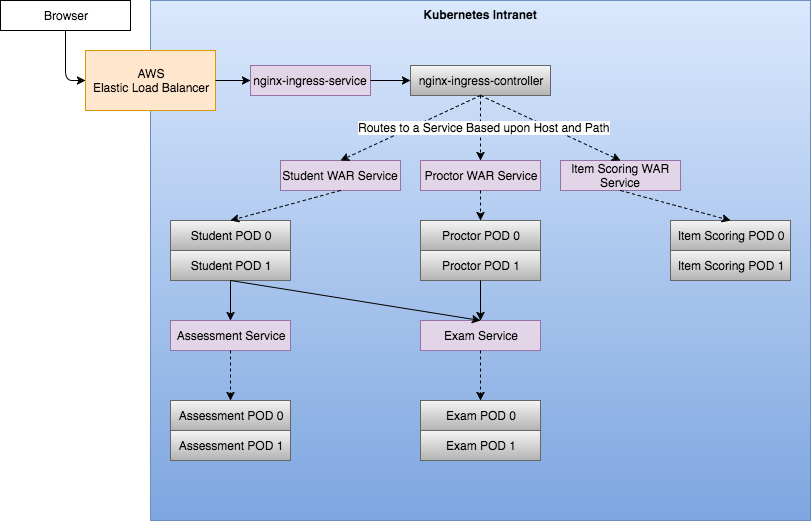 Browser
Kubernetes Intranet
AWS
Elastic Load Balancer
nginx-ingress-service
nginx-ingress-controller
Routes to a Service Based upon Host and Path
Student WAR Service
Proctor WAR Service
Item Scoring WAR
Service
Student POD 0
Proctor POD 0
Item Scoring POD 0
Student POD 1
Proctor POD 1
Item Scoring POD 1
Assessment Service
Exam Service
Assessment POD 0
Exam POD 0
Assessment POD 1
Exam POD 1